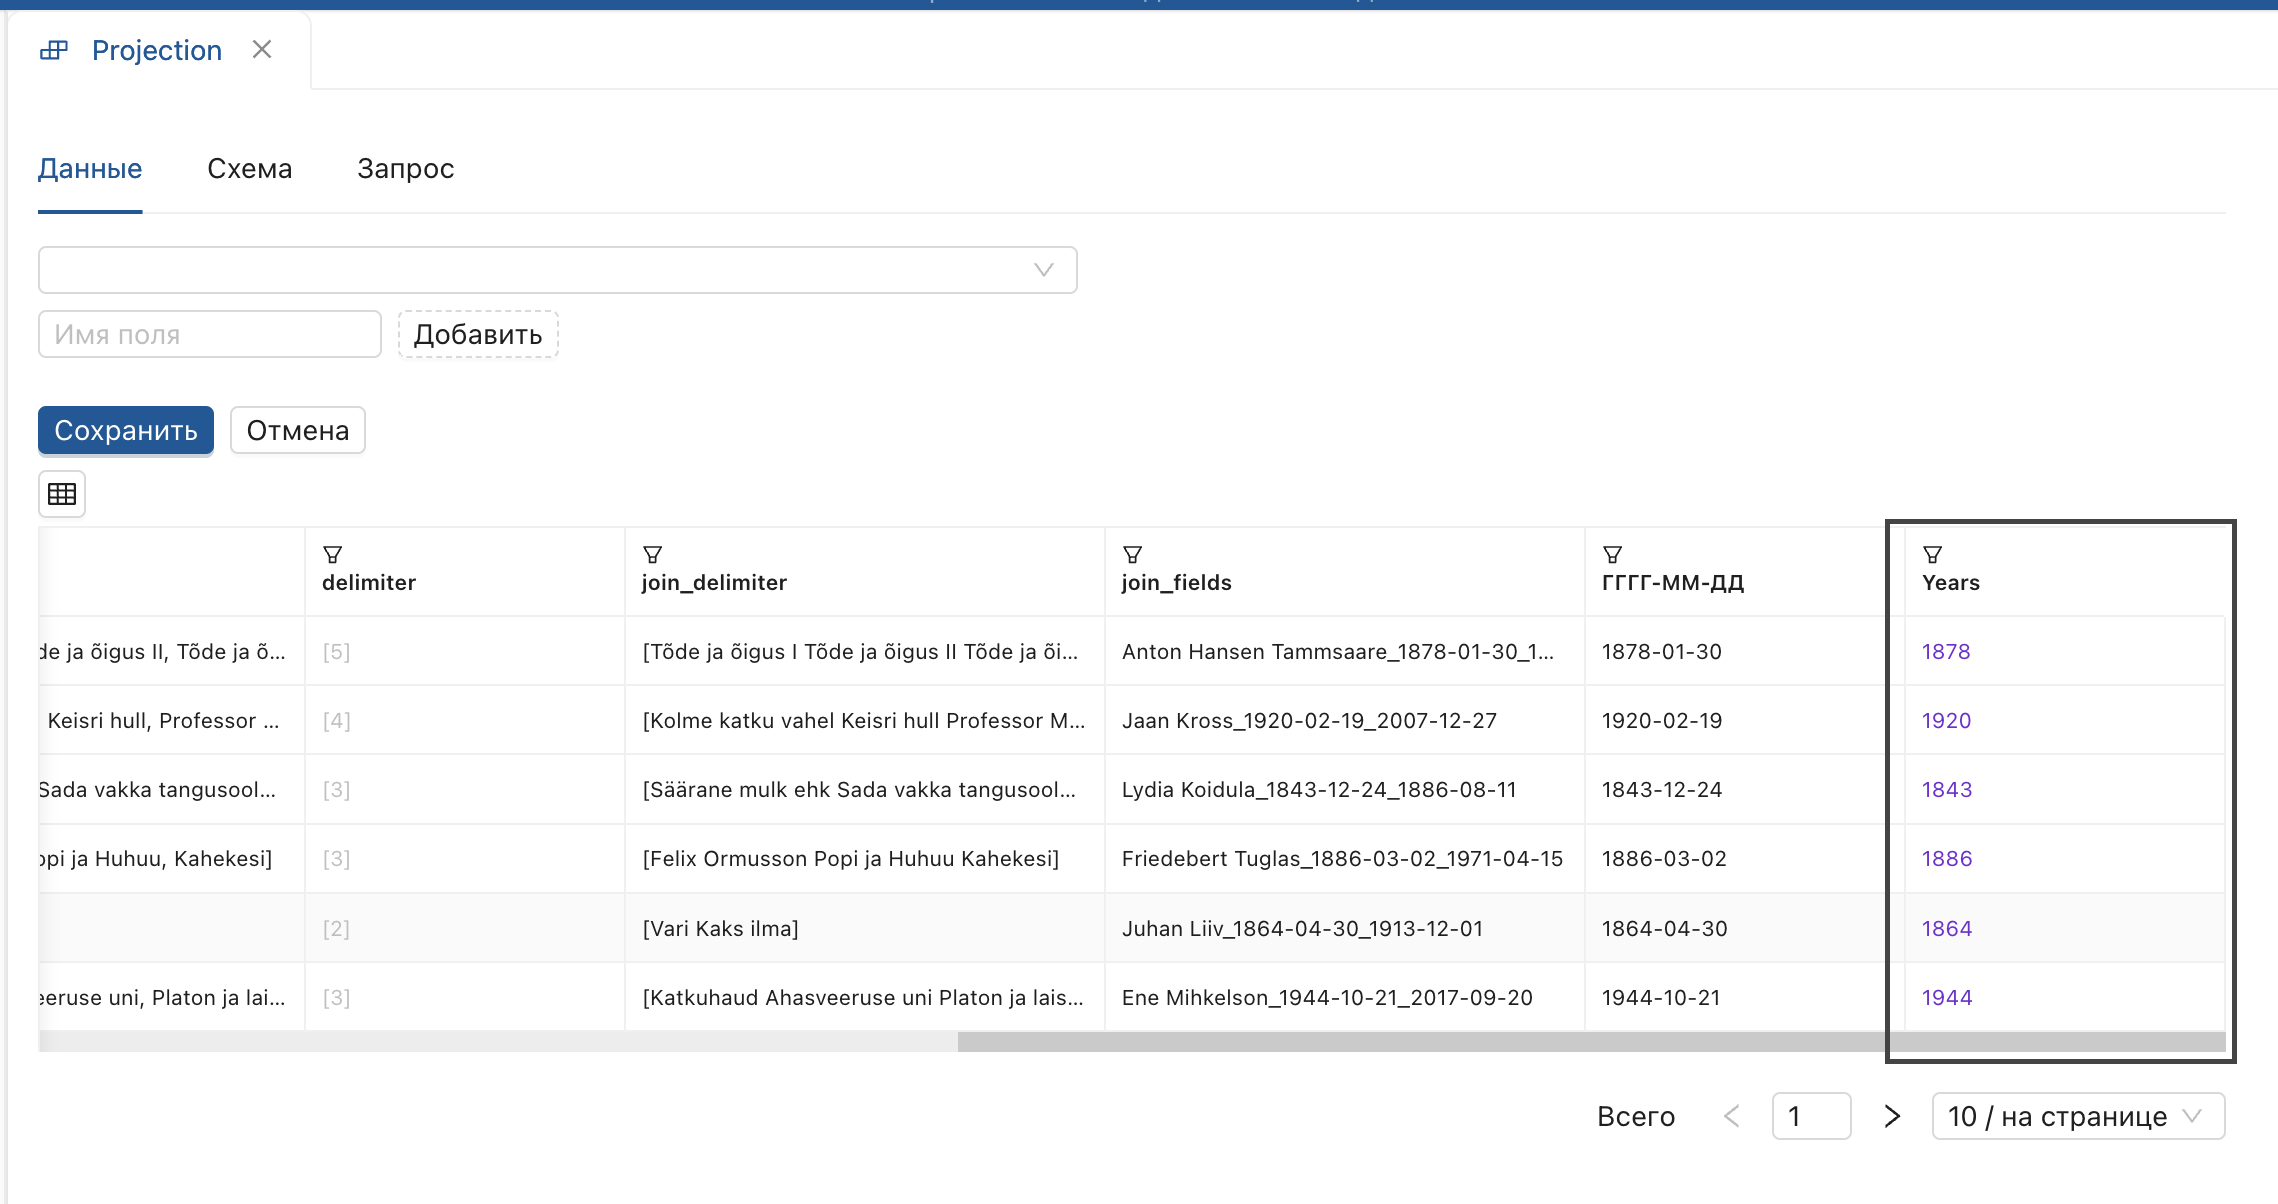 Projection
Данные Схема Запрос
Имя поля Добавить
Сохранить Отмена
delimiter join_delimiter join_fields ГГГГ-ММ-ДД Years
de ja õigus II, Tõde ja õ... [5] [Tõde ja õigus I Tõde ja õigus II Tõde ja õi... Anton Hansen Tammsaare_1878-01-30_1... 1878-01-30 1878
Keisri hull, Professor ... [4] [Kolme katku vahel Keisri hull Professor M... Jaan Kross_1920-02-19_2007-12-27 1920-02-19 1920
Sada vakka tangusool... [3] [Säärane mulk ehk Sada vakka tangusool... Lydia Koidula_1843-12-24_1886-08-11 1843-12-24 1843
opi ja Huhuu, Kahekesi] [3] [Felix Ormusson Popi ja Huhuu Kahekesi] Friedebert Tuglas_1886-03-02_1971-04-15 1886-03-02 1886
[2] [Vari Kaks ilma] Juhan Liiv_1864-04-30_1913-12-01 1864-04-30 1864
eeruse uni, Platon ja lai... [3] [Katkuhaud Ahasveeruse uni Platon ja lais... Ene Mihkelson_1944-10-21_2017-09-20 1944-10-21 1944
Всего 1 10 / на странице